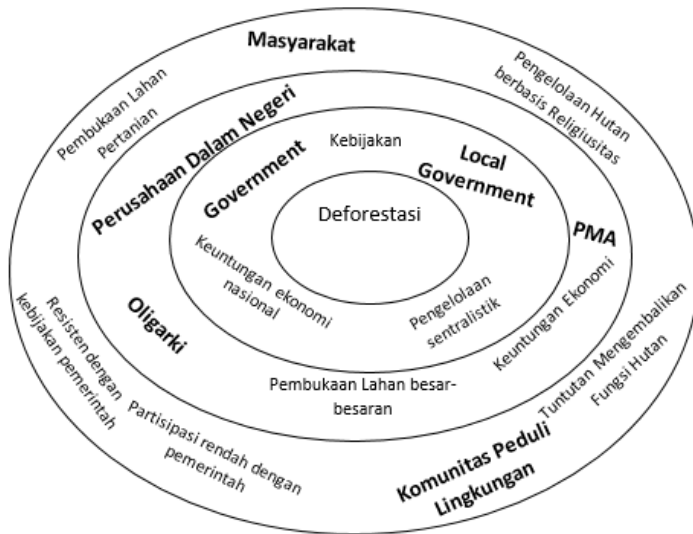 Masyarakat
Pembukaan Lahan
Pertanian
Pengelolaan Hutan
berbasis Religiusitas
Perusahaan Dalam Negeri
Government
Kebijakan
Local
Government
Deforestasi
PMA
Keuntungan ekonomi
nasional
Pengelolaan
sentralistik
Keuntungan Ekonomi
Oligarki
Pembukaan Lahan besar-
besaran
Resisten dengan
kebijakan pemerintah
Partisipasi rendah dengan
pemerintah
Tuntutan Mengembalikan
Fungsi Hutan
Komunitas Peduli
Lingkungan